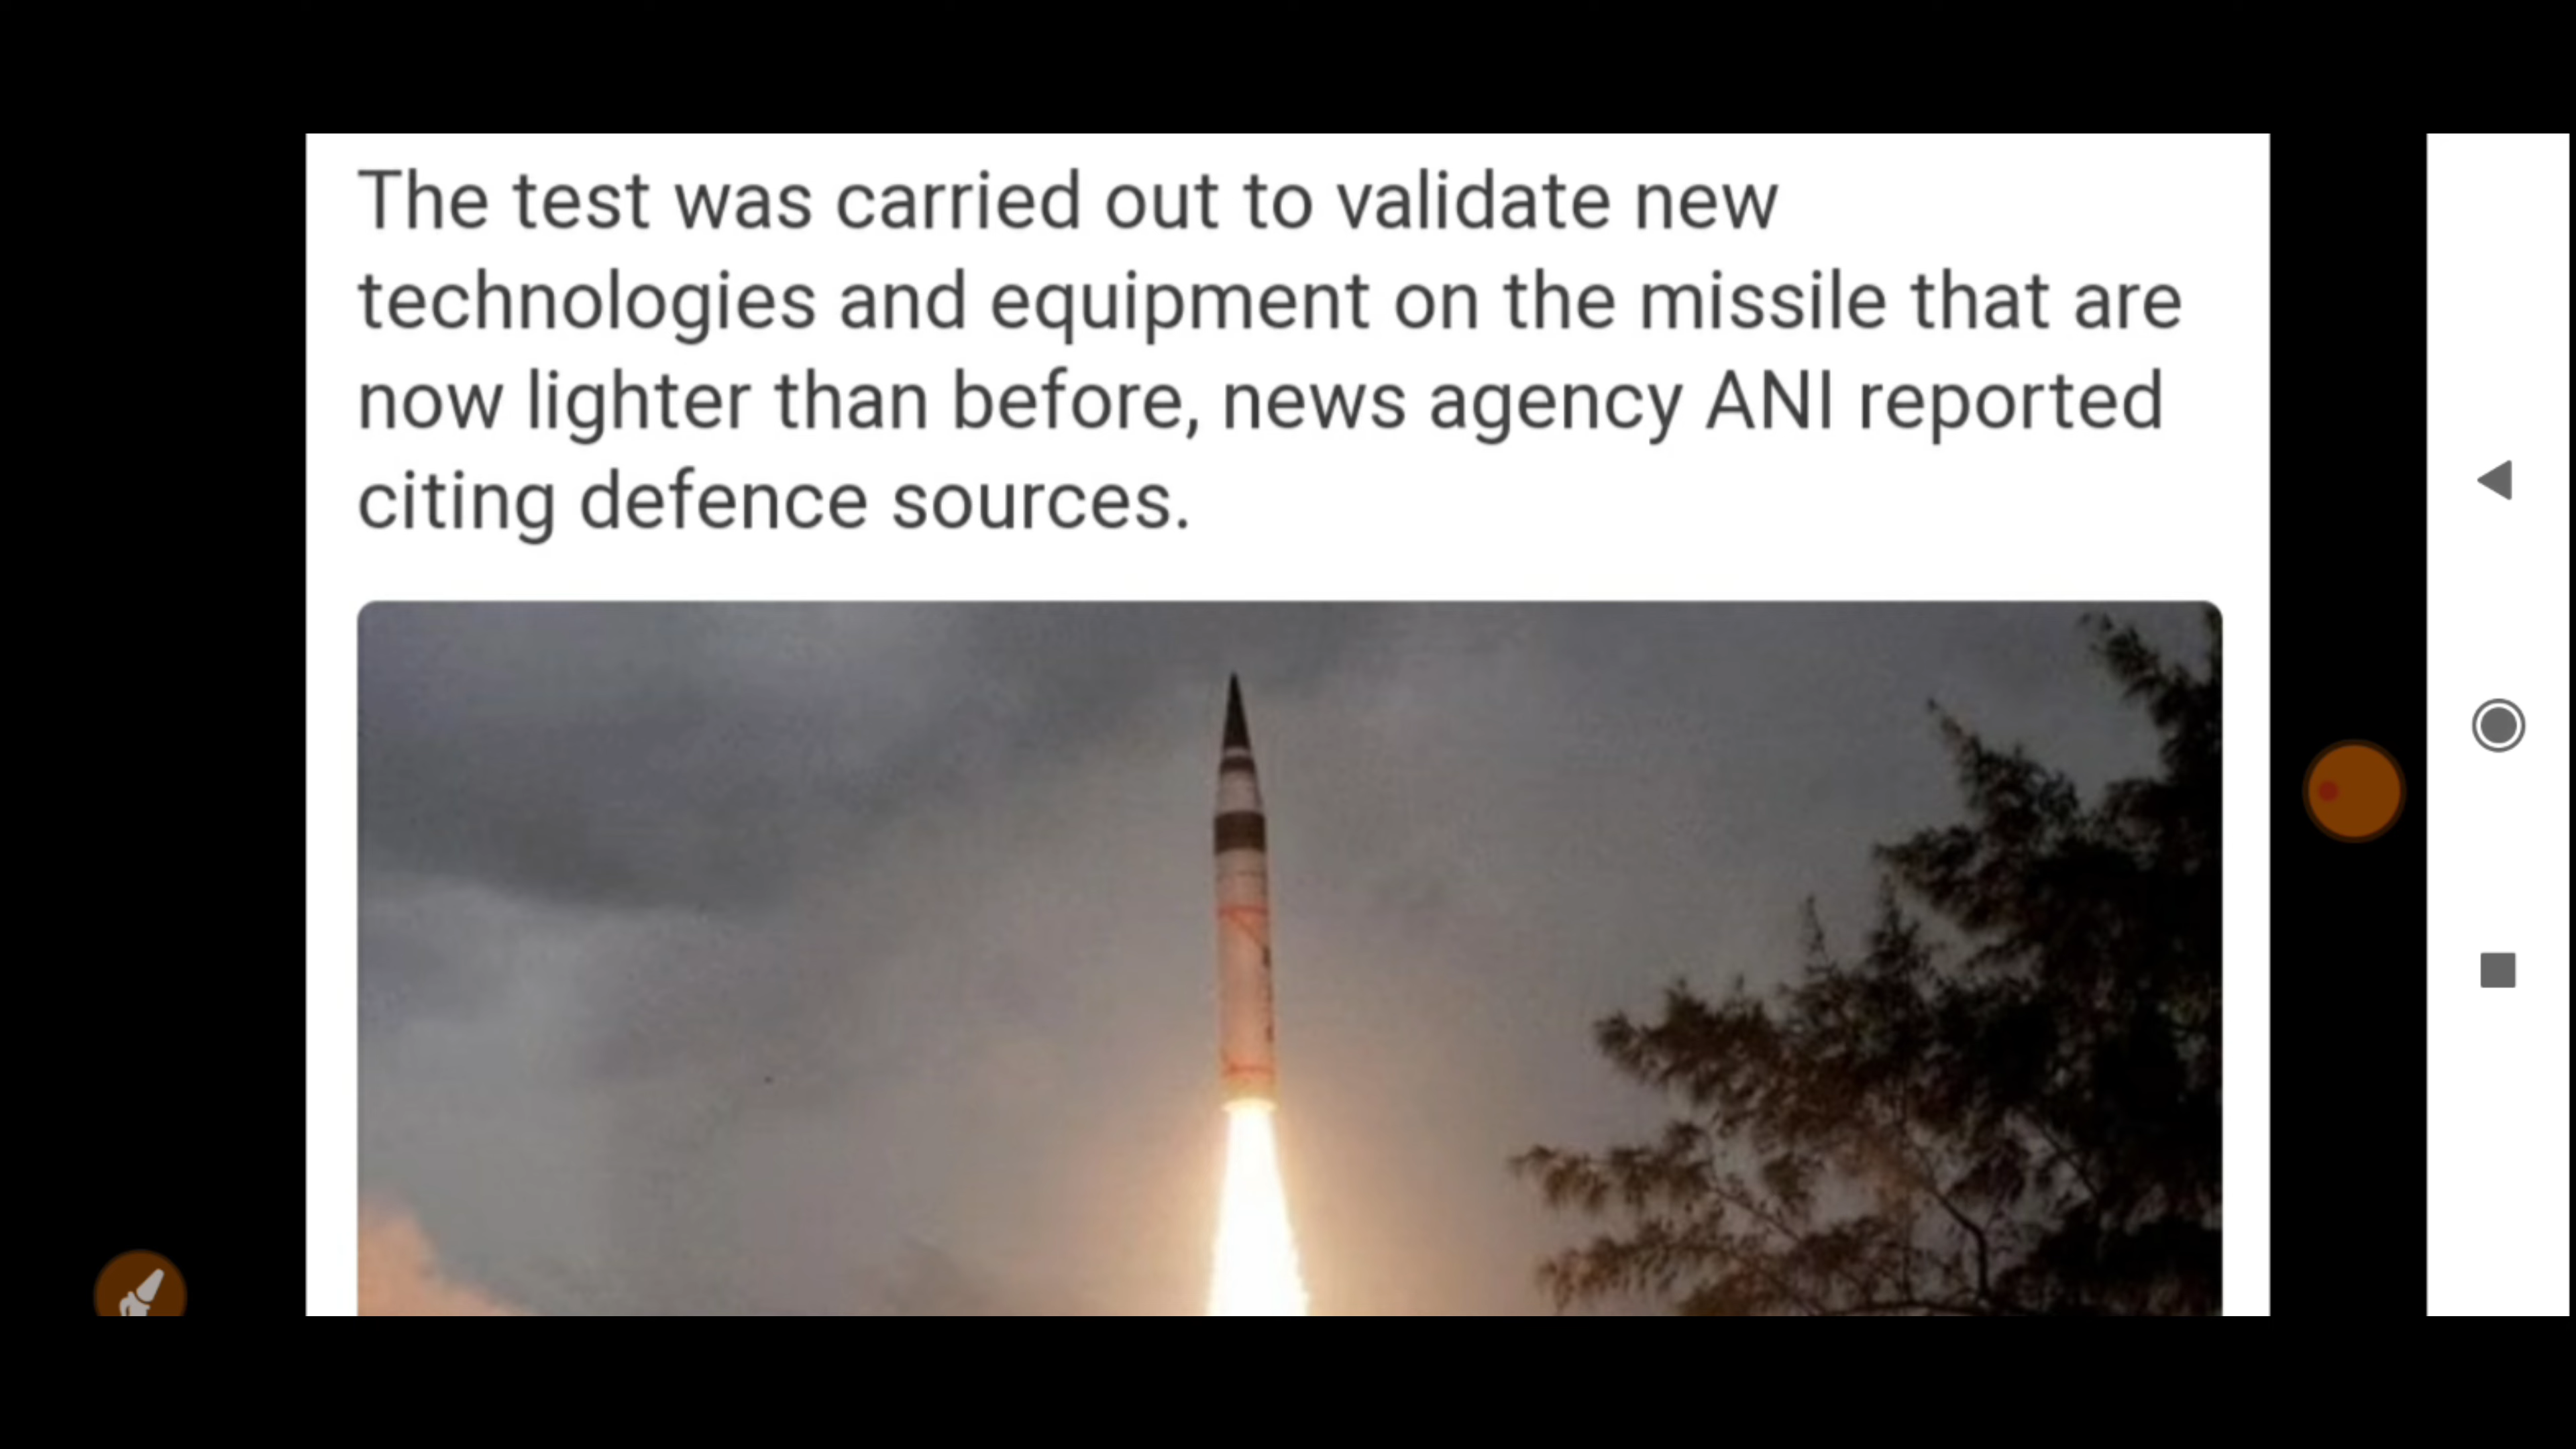 The test was carried out to validate new
technologies and equipment on the missile that are
now lighter than before, news agency ANI reported
citing defence sources.